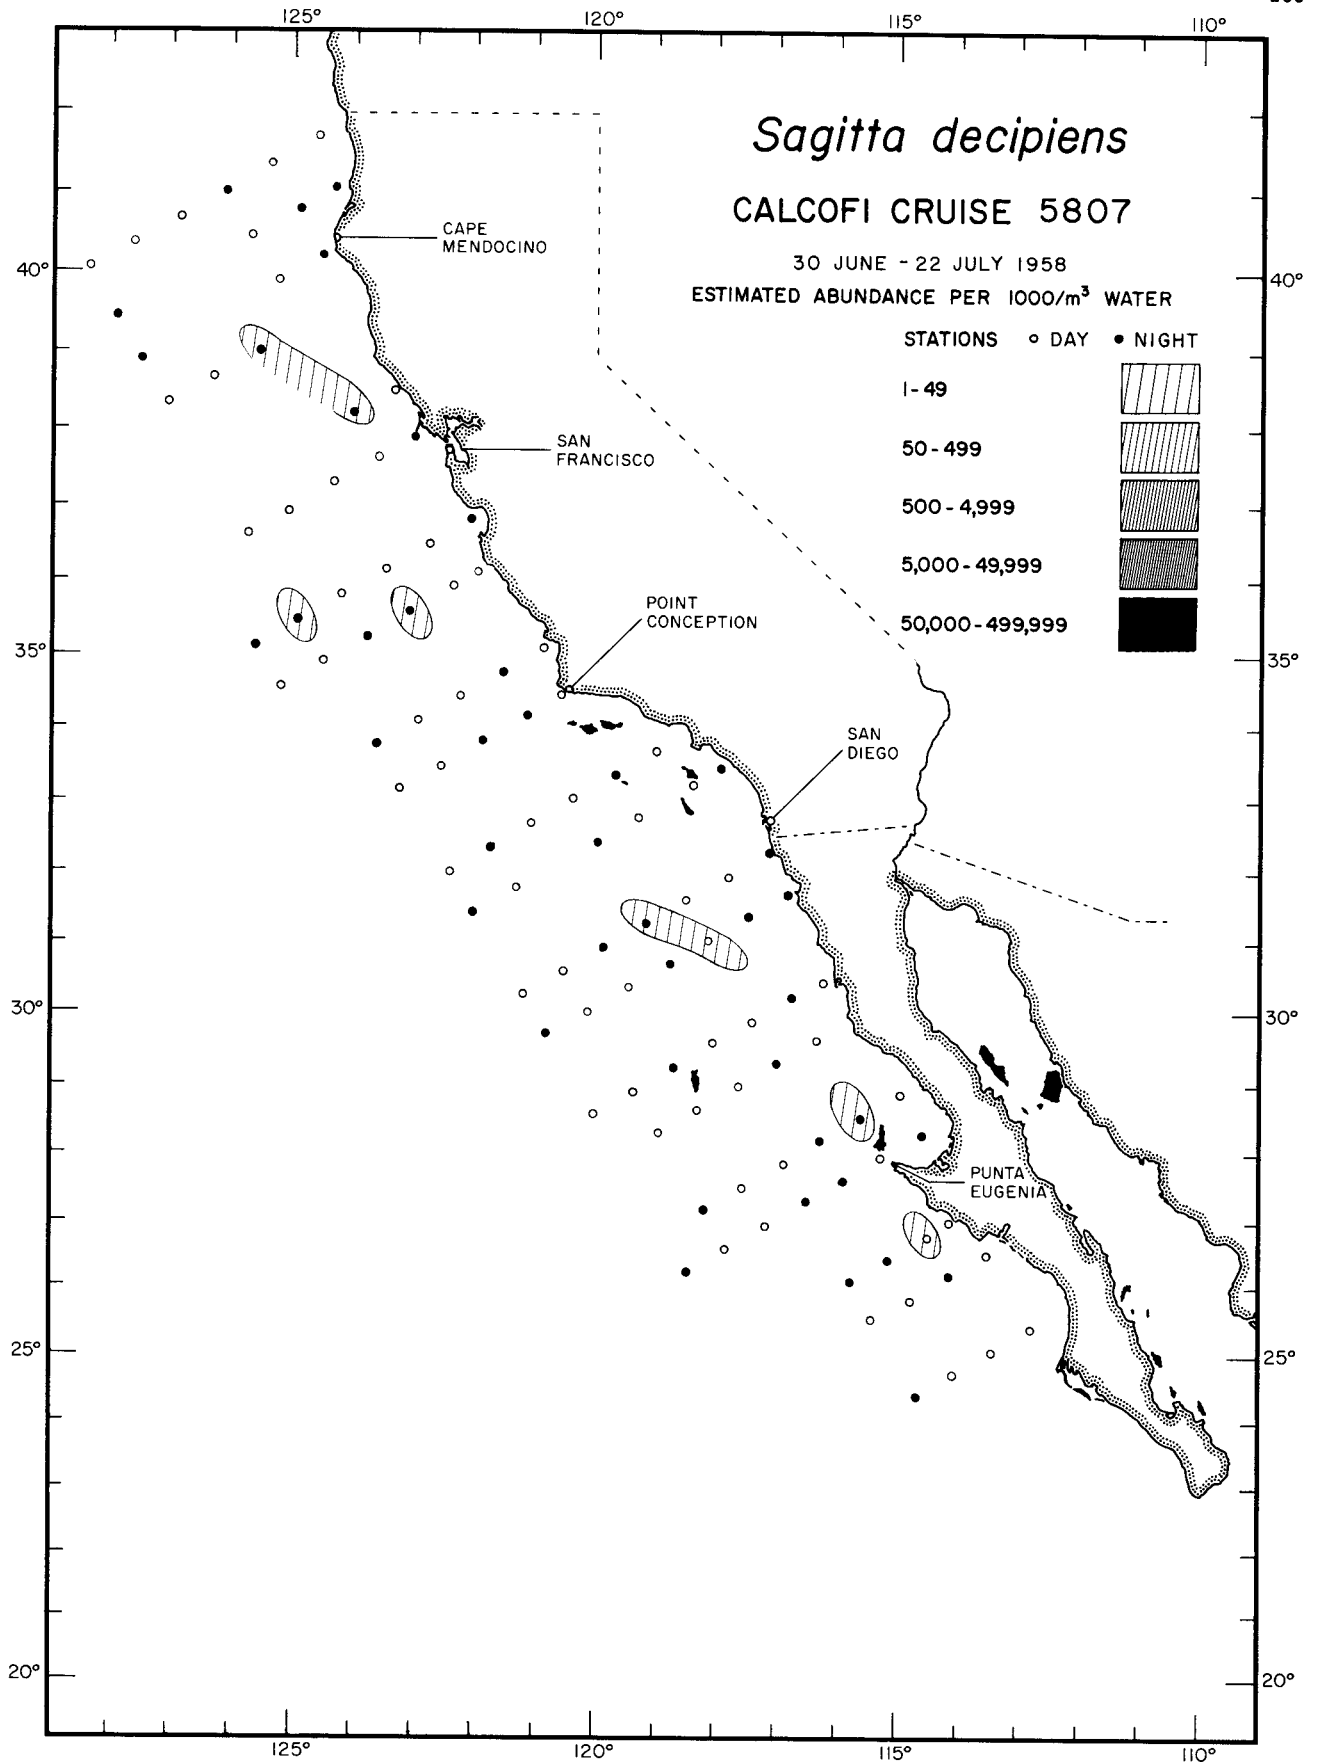 125° 120° 115° 110°
Sagitta decipiens
CALCOFI CRUISE 5807
30 JUNE - 22 JULY 1958
ESTIMATED ABUNDANCE PER 1000/m³ WATER
STATIONS ○ DAY ● NIGHT
1-49
50-499
500-4,999
5,000-49,999
50,000-499,999
CAPE
MENDOCINO
40° 40°
SAN
FRANCISCO
POINT
CONCEPTION
35° 35°
SAN
DIEGO
30° 30°
PUNTA
EUGENIA
25° 25°
20° 20°
125° 120° 115° 110°